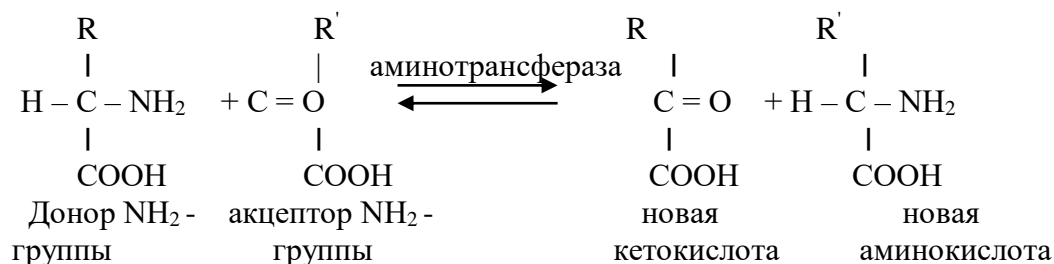 R R' R R'
| | аминотрансфераза | |
H – C – NH₂ + C = O C = O + H – C – NH₂
| | | |
COOH COOH COOH COOH
Донор NH₂ - акцептор NH₂ - новая новая
группы группы кетокислота аминокислота